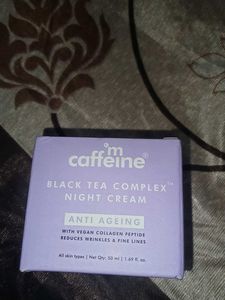 m
caffeine®
BLACK TEA COMPLEX™
NIGHT CREAM
ANTI AGEING
WITH VEGAN COLLAGEN PEPTIDE
REDUCES WRINKLES & FINE LINES
All skin types | Net Qty: 50 ml | 1.69 fl. oz.